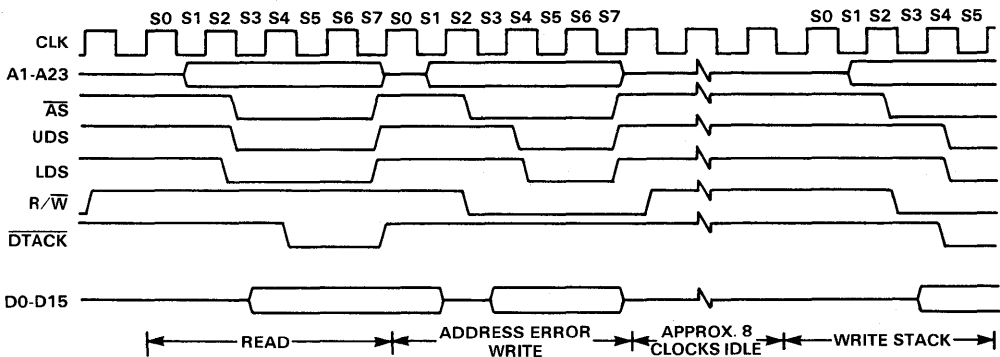 S0 S1 S2 S3 S4 S5 S6 S7 S0 S1 S2 S3 S4 S5 S6 S7 S0 S1 S2 S3 S4 S5
CLK
A1-A23
AS
UDS
LDS
R/W
DTACK
D0-D15
READ
ADDRESS ERROR
WRITE
APPROX. 8
CLOCKS IDLE
WRITE STACK